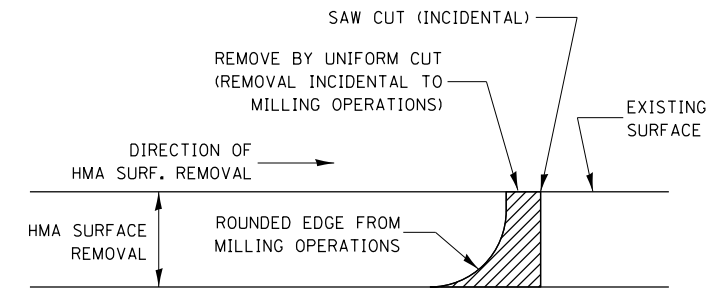 SAW CUT (INCIDENTAL)
REMOVE BY UNIFORM CUT
(REMOVAL INCIDENTAL TO
MILLING OPERATIONS)
EXISTING
SURFACE
DIRECTION OF
HMA SURF. REMOVAL
HMA SURFACE
REMOVAL
ROUNDED EDGE FROM
MILLING OPERATIONS